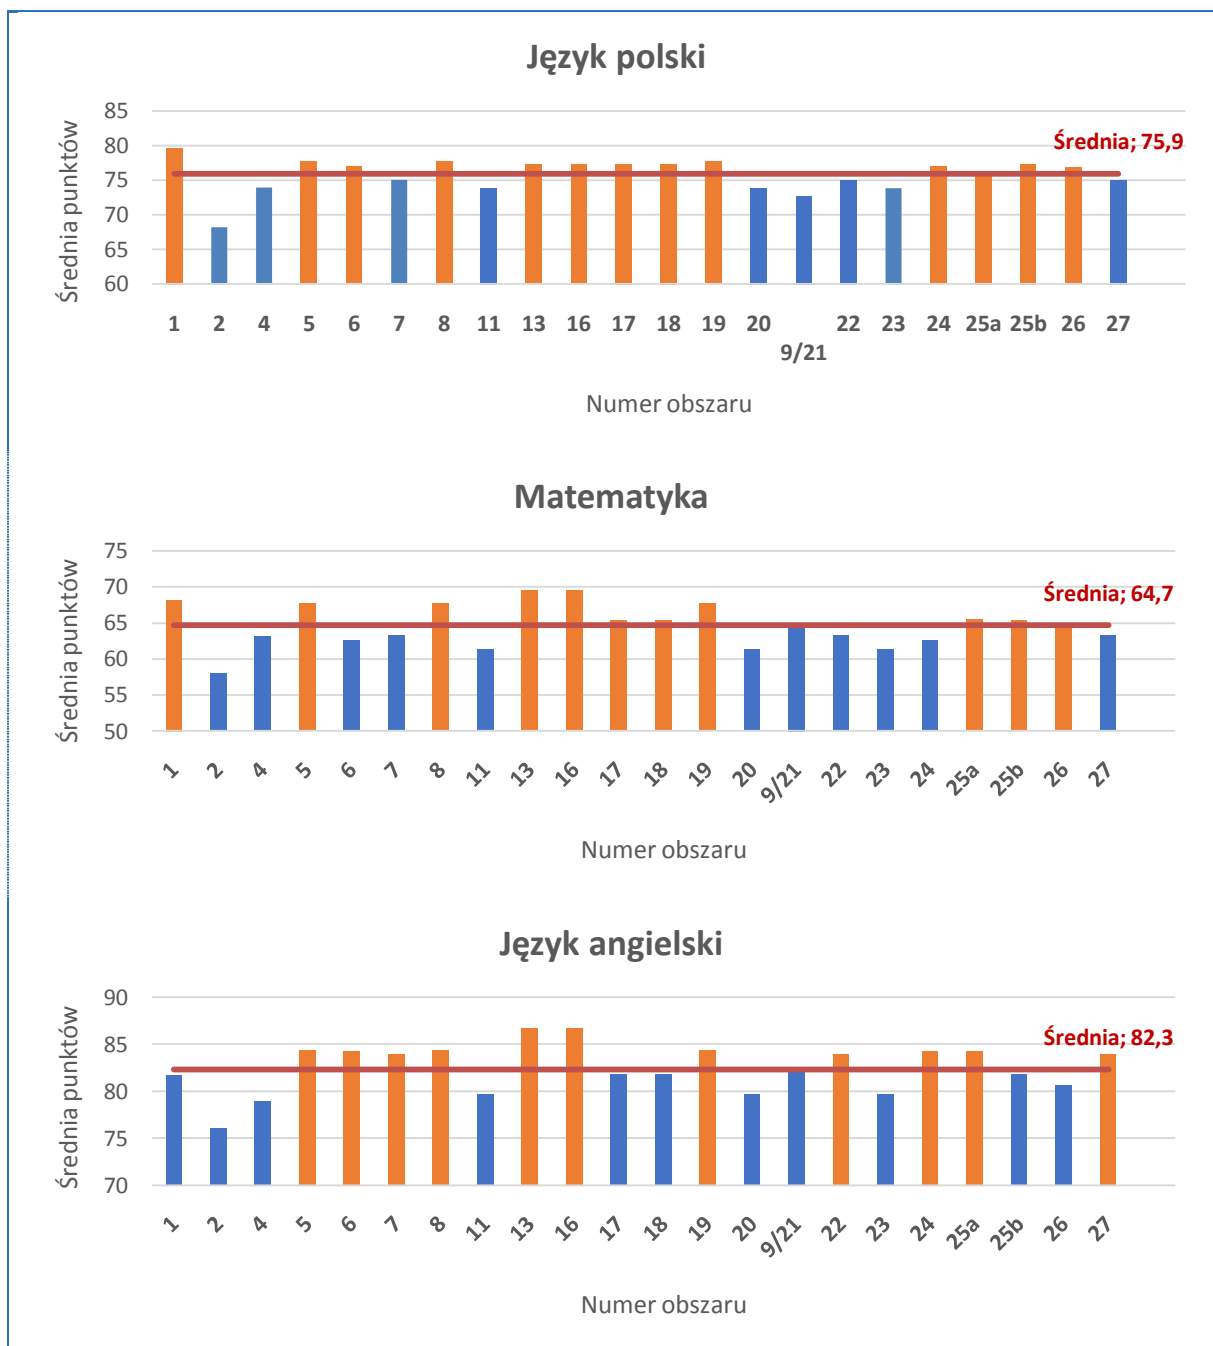 Język polski
Średnia punktów
85
80
75
70
65
60
Średnia; 75,9
1 2 4 5 6 7 8 11 13 16 17 18 19 20 9/21 22 23 24 25a 25b 26 27
Numer obszaru
Matematyka
Średnia punktów
75
70
65
60
55
50
Średnia; 64,7
1 2 4 5 6 7 8 11 13 16 17 18 19 20 9/21 22 23 24 25a 25b 26 27
Numer obszaru
Język angielski
Średnia punktów
90
85
80
75
70
Średnia; 82,3
1 2 4 5 6 7 8 11 13 16 17 18 19 20 9/21 22 23 24 25a 25b 26 27
Numer obszaru